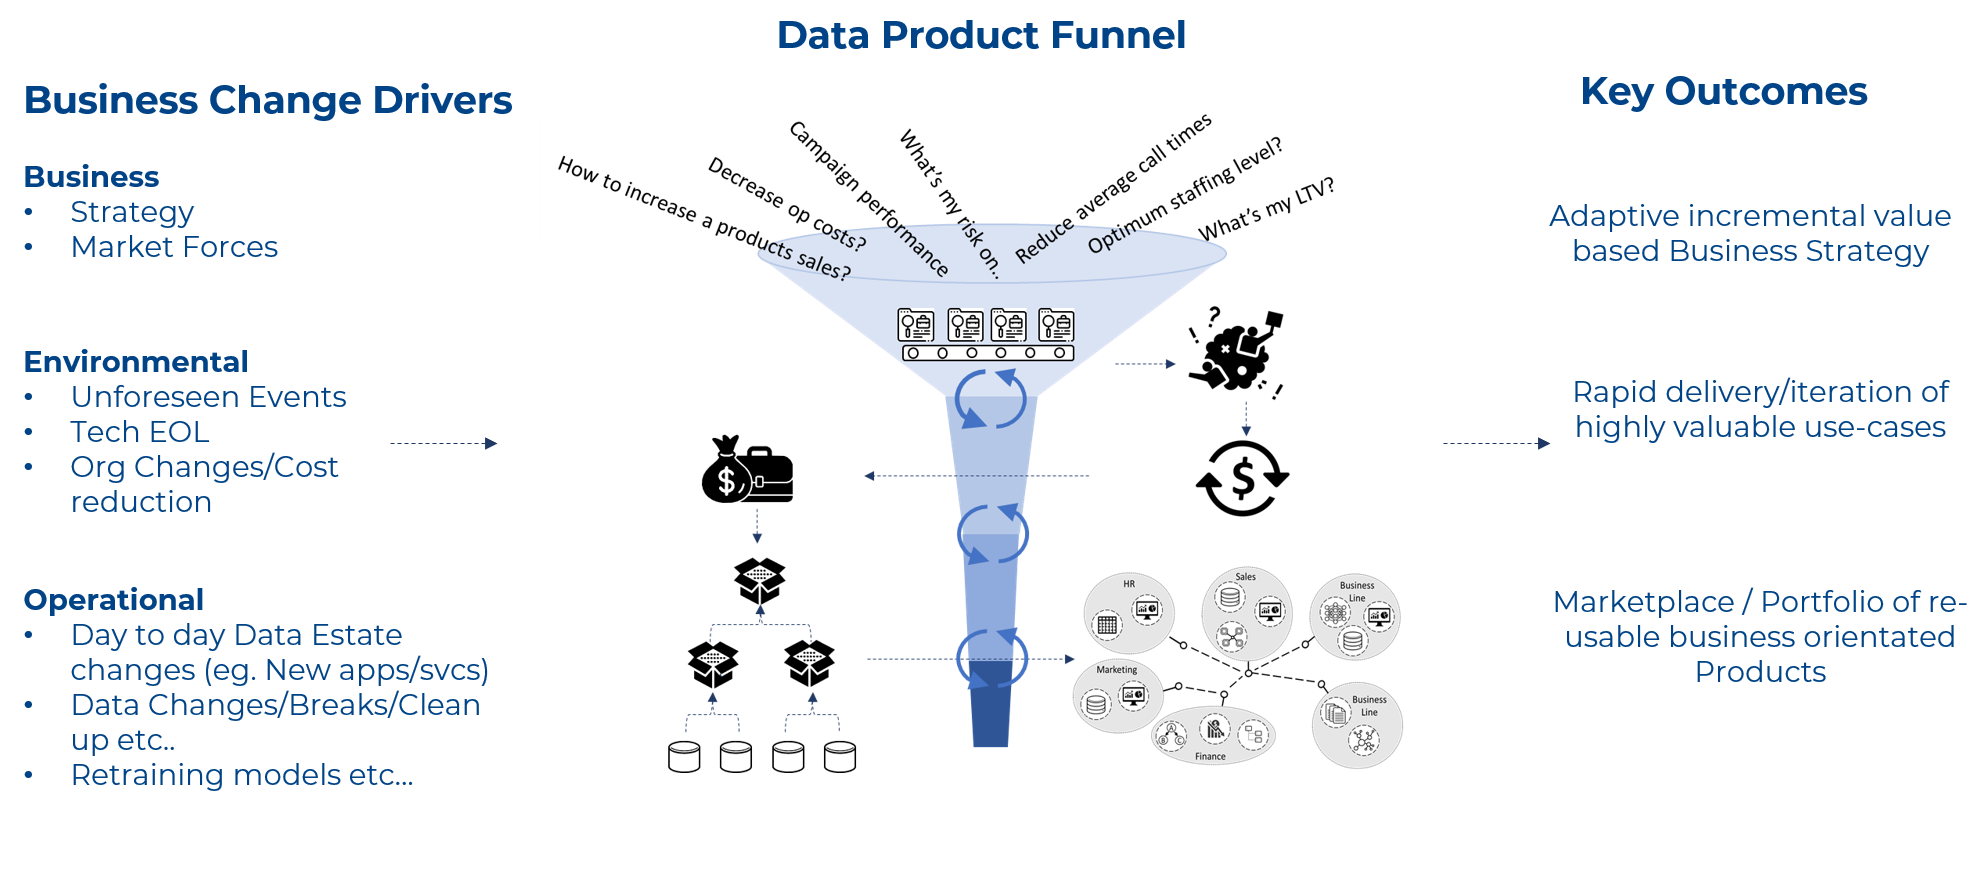 Data Product Funnel
Business Change Drivers
Business
• Strategy
• Market Forces
Environmental
• Unforeseen Events
• Tech EOL
• Org Changes/Cost
reduction
Operational
• Day to day Data Estate
changes (eg. New apps/svcs)
• Data Changes/Breaks/Clean
up etc..
• Retraining models etc...
How to increase a products sales?
Decrease op costs?
Campaign performance
What's my risk on..
Reduce average call times
Optimum staffing level?
What's my LTV?
? ! ! !
$
$
HR
Sales
Business
Line
Marketing
Finance
A
B C
Business
Line
Key Outcomes
Adaptive incremental value
based Business Strategy
Rapid delivery/iteration of
highly valuable use-cases
Marketplace / Portfolio of re-
usable business orientated
Products